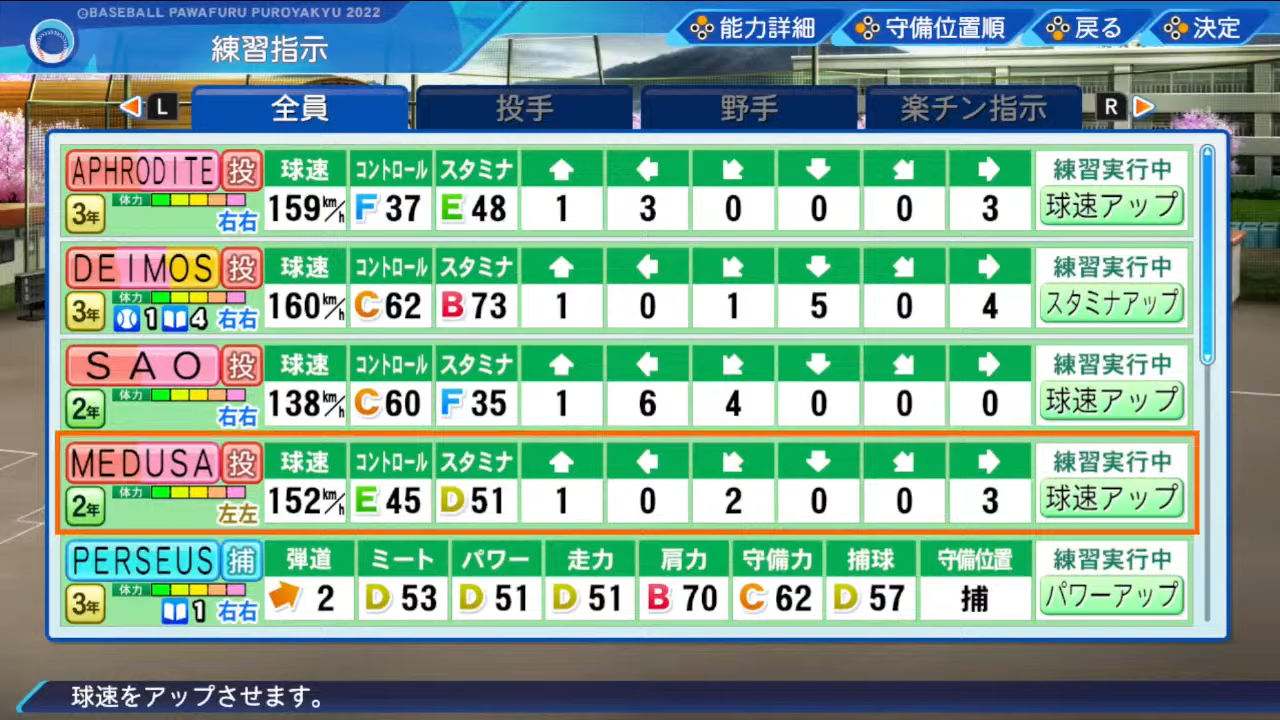 ©BASEBALL PAWAFURU PUROYAKYU 2022
練習指示
能力詳細 守備位置順 戻る 決定
L 全員 投手 野手 楽チン指示 R
APHRODITE 投 球速 コントロール スタミナ 練習実行中
3年 体力 右右 159km/h F 37 E 48 1 3 0 0 0 3 球速アップ
DEIMOS 投 球速 コントロール スタミナ 練習実行中
3年 体力 1 4 右右 160km/h C 62 B 73 1 0 1 5 0 4 スタミナアップ
SAO 投 球速 コントロール スタミナ 練習実行中
2年 体力 右右 138km/h C 60 F 35 1 6 4 0 0 0 球速アップ
MEDUSA 投 球速 コントロール スタミナ 練習実行中
2年 体力 左左 152km/h E 45 D 51 1 0 2 0 0 3 球速アップ
PERSEUS 捕 弾道 ミート パワー 走力 肩力 守備力 捕球 守備位置 練習実行中
3年 体力 1 右右 2 D 53 D 51 D 51 B 70 C 62 D 57 捕 パワーアップ
球速をアップさせます。